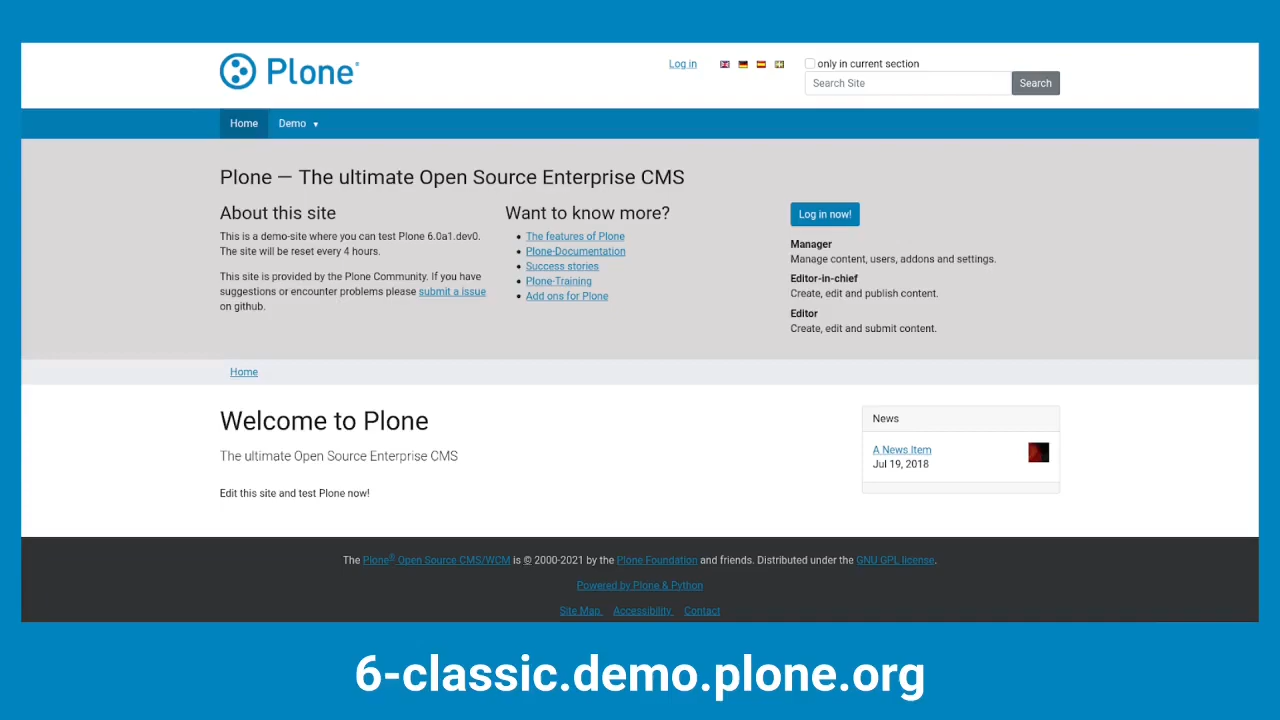 Plone®
Log in
only in current section
Search Site
Search
Home
Demo ▼
Plone — The ultimate Open Source Enterprise CMS
About this site
This is a demo-site where you can test Plone 6.0a1.dev0.
The site will be reset every 4 hours.
This site is provided by the Plone Community. If you have
suggestions or encounter problems please submit a issue
on github.
Want to know more?
The features of Plone
Plone-Documentation
Success stories
Plone-Training
Add ons for Plone
Log in now!
Manager
Manage content, users, addons and settings.
Editor-in-chief
Create, edit and publish content.
Editor
Create, edit and submit content.
Home
Welcome to Plone
The ultimate Open Source Enterprise CMS
Edit this site and test Plone now!
News
A News Item
Jul 19, 2018
The Plone® Open Source CMS/WCM is © 2000-2021 by the Plone Foundation and friends. Distributed under the GNU GPL license.
Powered by Plone & Python
Site Map Accessibility Contact
6-classic.demo.plone.org